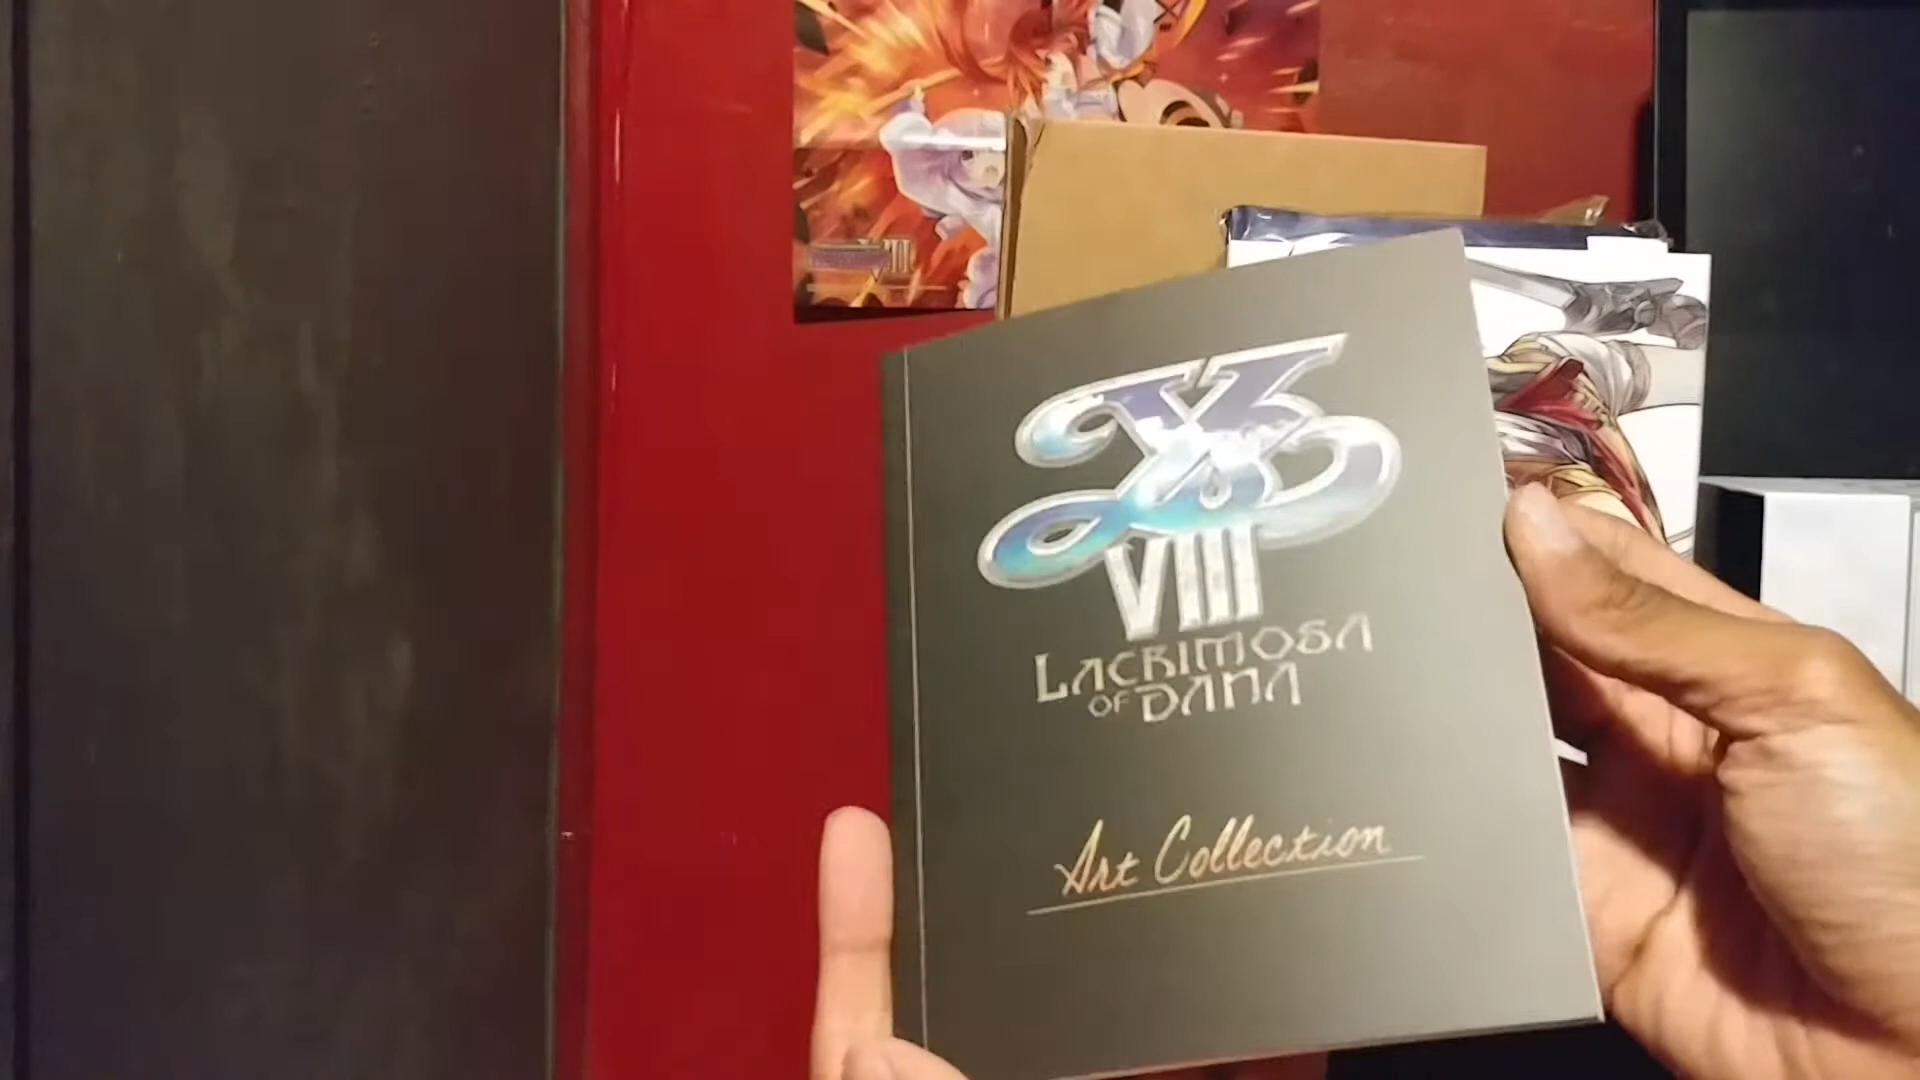 Ys
VIII
LACRIMOSA
OF DANA
Art Collection